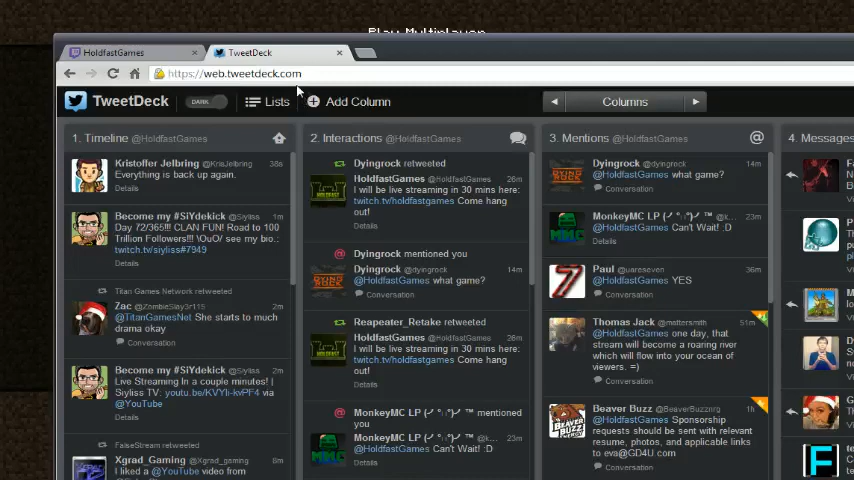 Play Multiplayer
HoldfastGames
TweetDeck
https://web.tweetdeck.com
TweetDeck
DARK
Lists
Add Column
Columns
1. Timeline @HoldfastGames
Kristoffer Jelbring @KrisJelbring 38s
Everything is back up again.
Details
Become my #SiYdekick @Siyliss 1m
Day 72/365!!! CLAN FUN! Road to 100
Trillion Followers!!! \OuO/ see my bio.:
twitch.tv/siyliss#7949
Details
Titan Games Network retweeted
Zac @ZombieSlay3r115 2m
@TitanGamesNet She starts to much
drama okay
Conversation
Become my #SiYdekick @Siyliss 2m
Live Streaming In a couple minutes! |
Siyliss TV: youtu.be/KVYli-kvPF4 via
@YouTube
Details
FalseStream retweeted
Xgrad_Gaming @Xgrad_gaming 8m
I liked a @YouTube video from
2. Interactions @HoldfastGames
Dyingrock retweeted
HoldfastGames @HoldfastGames 26m
I will be live streaming in 30 mins here:
twitch.tv/holdfastgames Come hang
out!
Details
Dyingrock mentioned you
Dyingrock @dyingrock 14m
@HoldfastGames what game?
Conversation
Reapeater_Retake retweeted
HoldfastGames @HoldfastGames 26m
I will be live streaming in 30 mins here:
twitch.tv/holdfastgames Come hang
out!
Details
MonkeyMC LP mentioned
you
MonkeyMC LP @k... 23m
@HoldfastGames Can't Wait! :D
Details
3. Mentions @HoldfastGames
Dyingrock @dyingrock 14m
@HoldfastGames what game?
Conversation
MonkeyMC LP ™ @k... 23m
@HoldfastGames Can't Wait! :D
Details
Paul @uareseven 36m
@HoldfastGames YES
Conversation
Thomas Jack @mattersmith 51m
@HoldfastGames one day, that
stream will become a roaring river
which will flow into your ocean of
viewers. =)
Conversation
Beaver Buzz @BeaverBuzznrg 1h
@HoldfastGames Sponsorship
requests should be sent with relevant
resume, photos, and applicable links
to eva@GD4U.com
Conversation
4. Messages